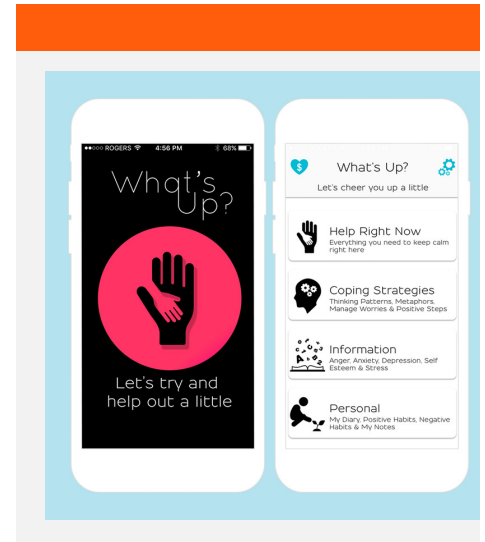 ●●○○○ ROGERS 4:56 PM 68%
What's
Up?
Let's try and
help out a little
$
What's Up?
Let's cheer you up a little
Help Right Now
Everything you need to keep calm
right here
Coping Strategies
Thinking Patterns, Metaphors,
Manage Worries & Positive Steps
Information
Anger, Anxiety, Depression, Self
Esteem & Stress
Personal
My Diary, Positive Habits, Negative
Habits & My Notes